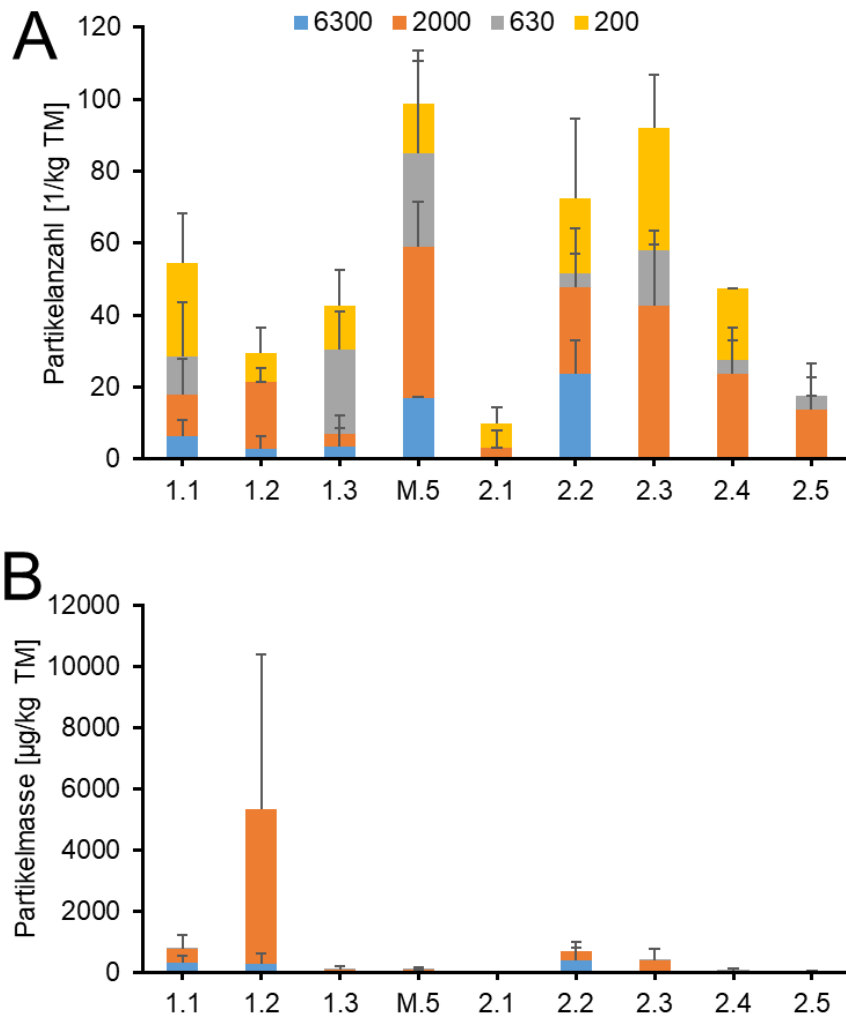 A
6300 2000 630 200
Partikelanzahl [1/kg TM]
120
100
80
60
40
20
0
1.1 1.2 1.3 M.5 2.1 2.2 2.3 2.4 2.5
B
Partikelmasse [µg/kg TM]
12000
10000
8000
6000
4000
2000
0
1.1 1.2 1.3 M.5 2.1 2.2 2.3 2.4 2.5